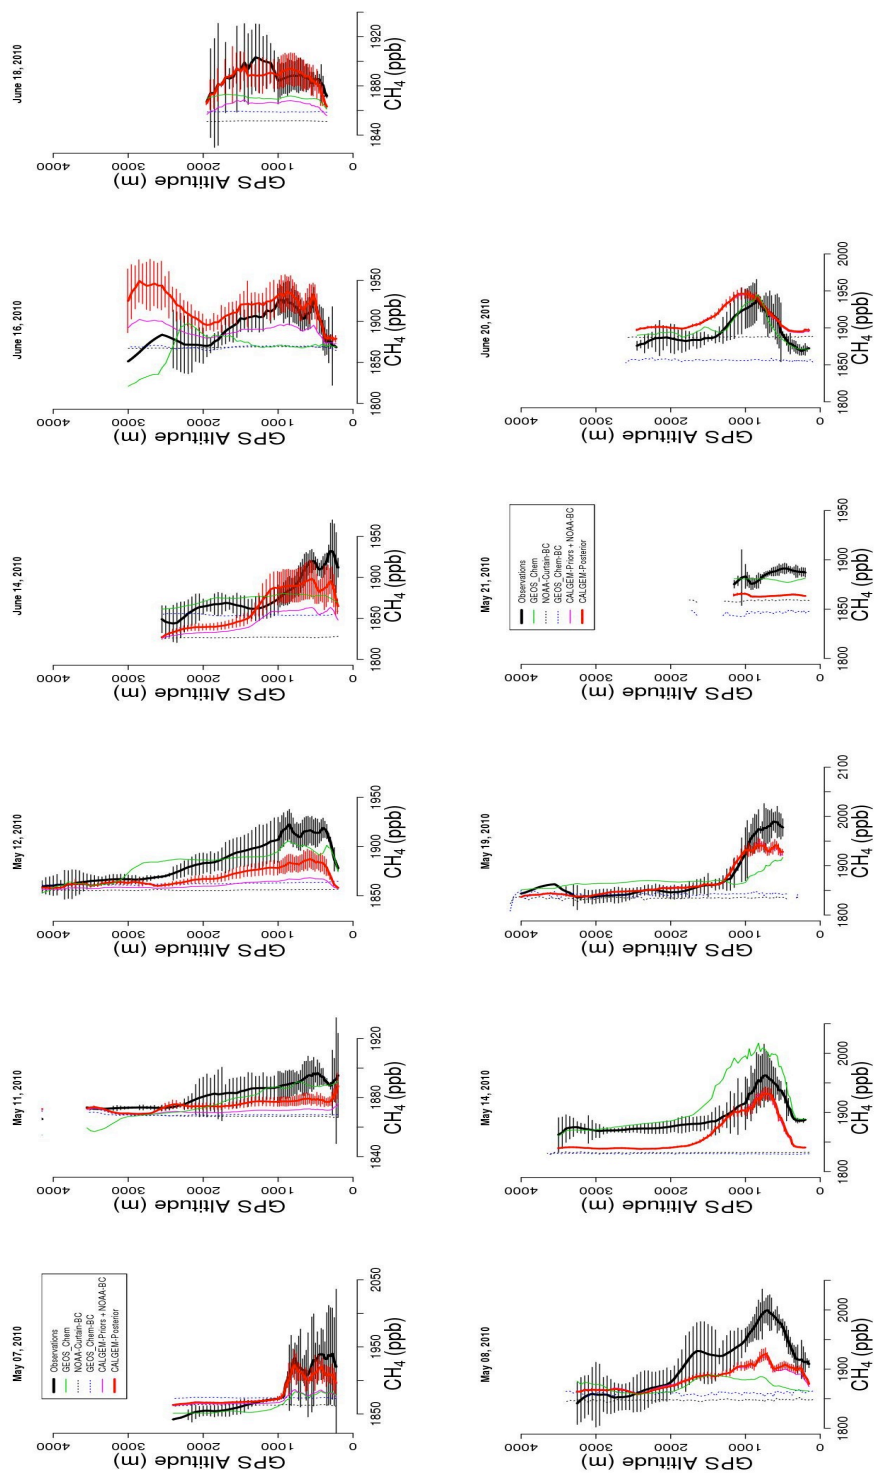 May 07, 2010
Observations
GEOS_Chem
NOAA-Curtain-BC
GEOS_Chem-BC
CALGEM-Priors + NOAA-BC
CALGEM-Posterior
GPS Altitude (m)
4000
3000
2000
1000
0
1850
1950
2050
CH4 (ppb)
May 11, 2010
GPS Altitude (m)
4000
3000
2000
1000
0
1840
1880
1920
CH4 (ppb)
May 12, 2010
GPS Altitude (m)
4000
3000
2000
1000
0
1850
1900
1950
CH4 (ppb)
June 14, 2010
GPS Altitude (m)
4000
3000
2000
1000
0
1800
1850
1900
1950
CH4 (ppb)
June 16, 2010
GPS Altitude (m)
4000
3000
2000
1000
0
1800
1850
1900
1950
CH4 (ppb)
June 18, 2010
GPS Altitude (m)
4000
3000
2000
1000
0
1840
1880
1920
CH4 (ppb)
May 08, 2010
GPS Altitude (m)
4000
3000
2000
1000
0
1800
1900
2000
CH4 (ppb)
May 14, 2010
GPS Altitude (m)
4000
3000
2000
1000
0
1800
1900
2000
CH4 (ppb)
May 19, 2010
GPS Altitude (m)
4000
3000
2000
1000
0
1800
1900
2000
2100
CH4 (ppb)
May 21, 2010
Observations
GEOS_Chem
NOAA-Curtain-BC
GEOS_Chem-BC
CALGEM-Priors + NOAA-BC
CALGEM-Posterior
GPS Altitude (m)
4000
3000
2000
1000
0
1800
1850
1900
1950
CH4 (ppb)
June 20, 2010
GPS Altitude (m)
4000
3000
2000
1000
0
1800
1850
1900
1950
2000
CH4 (ppb)